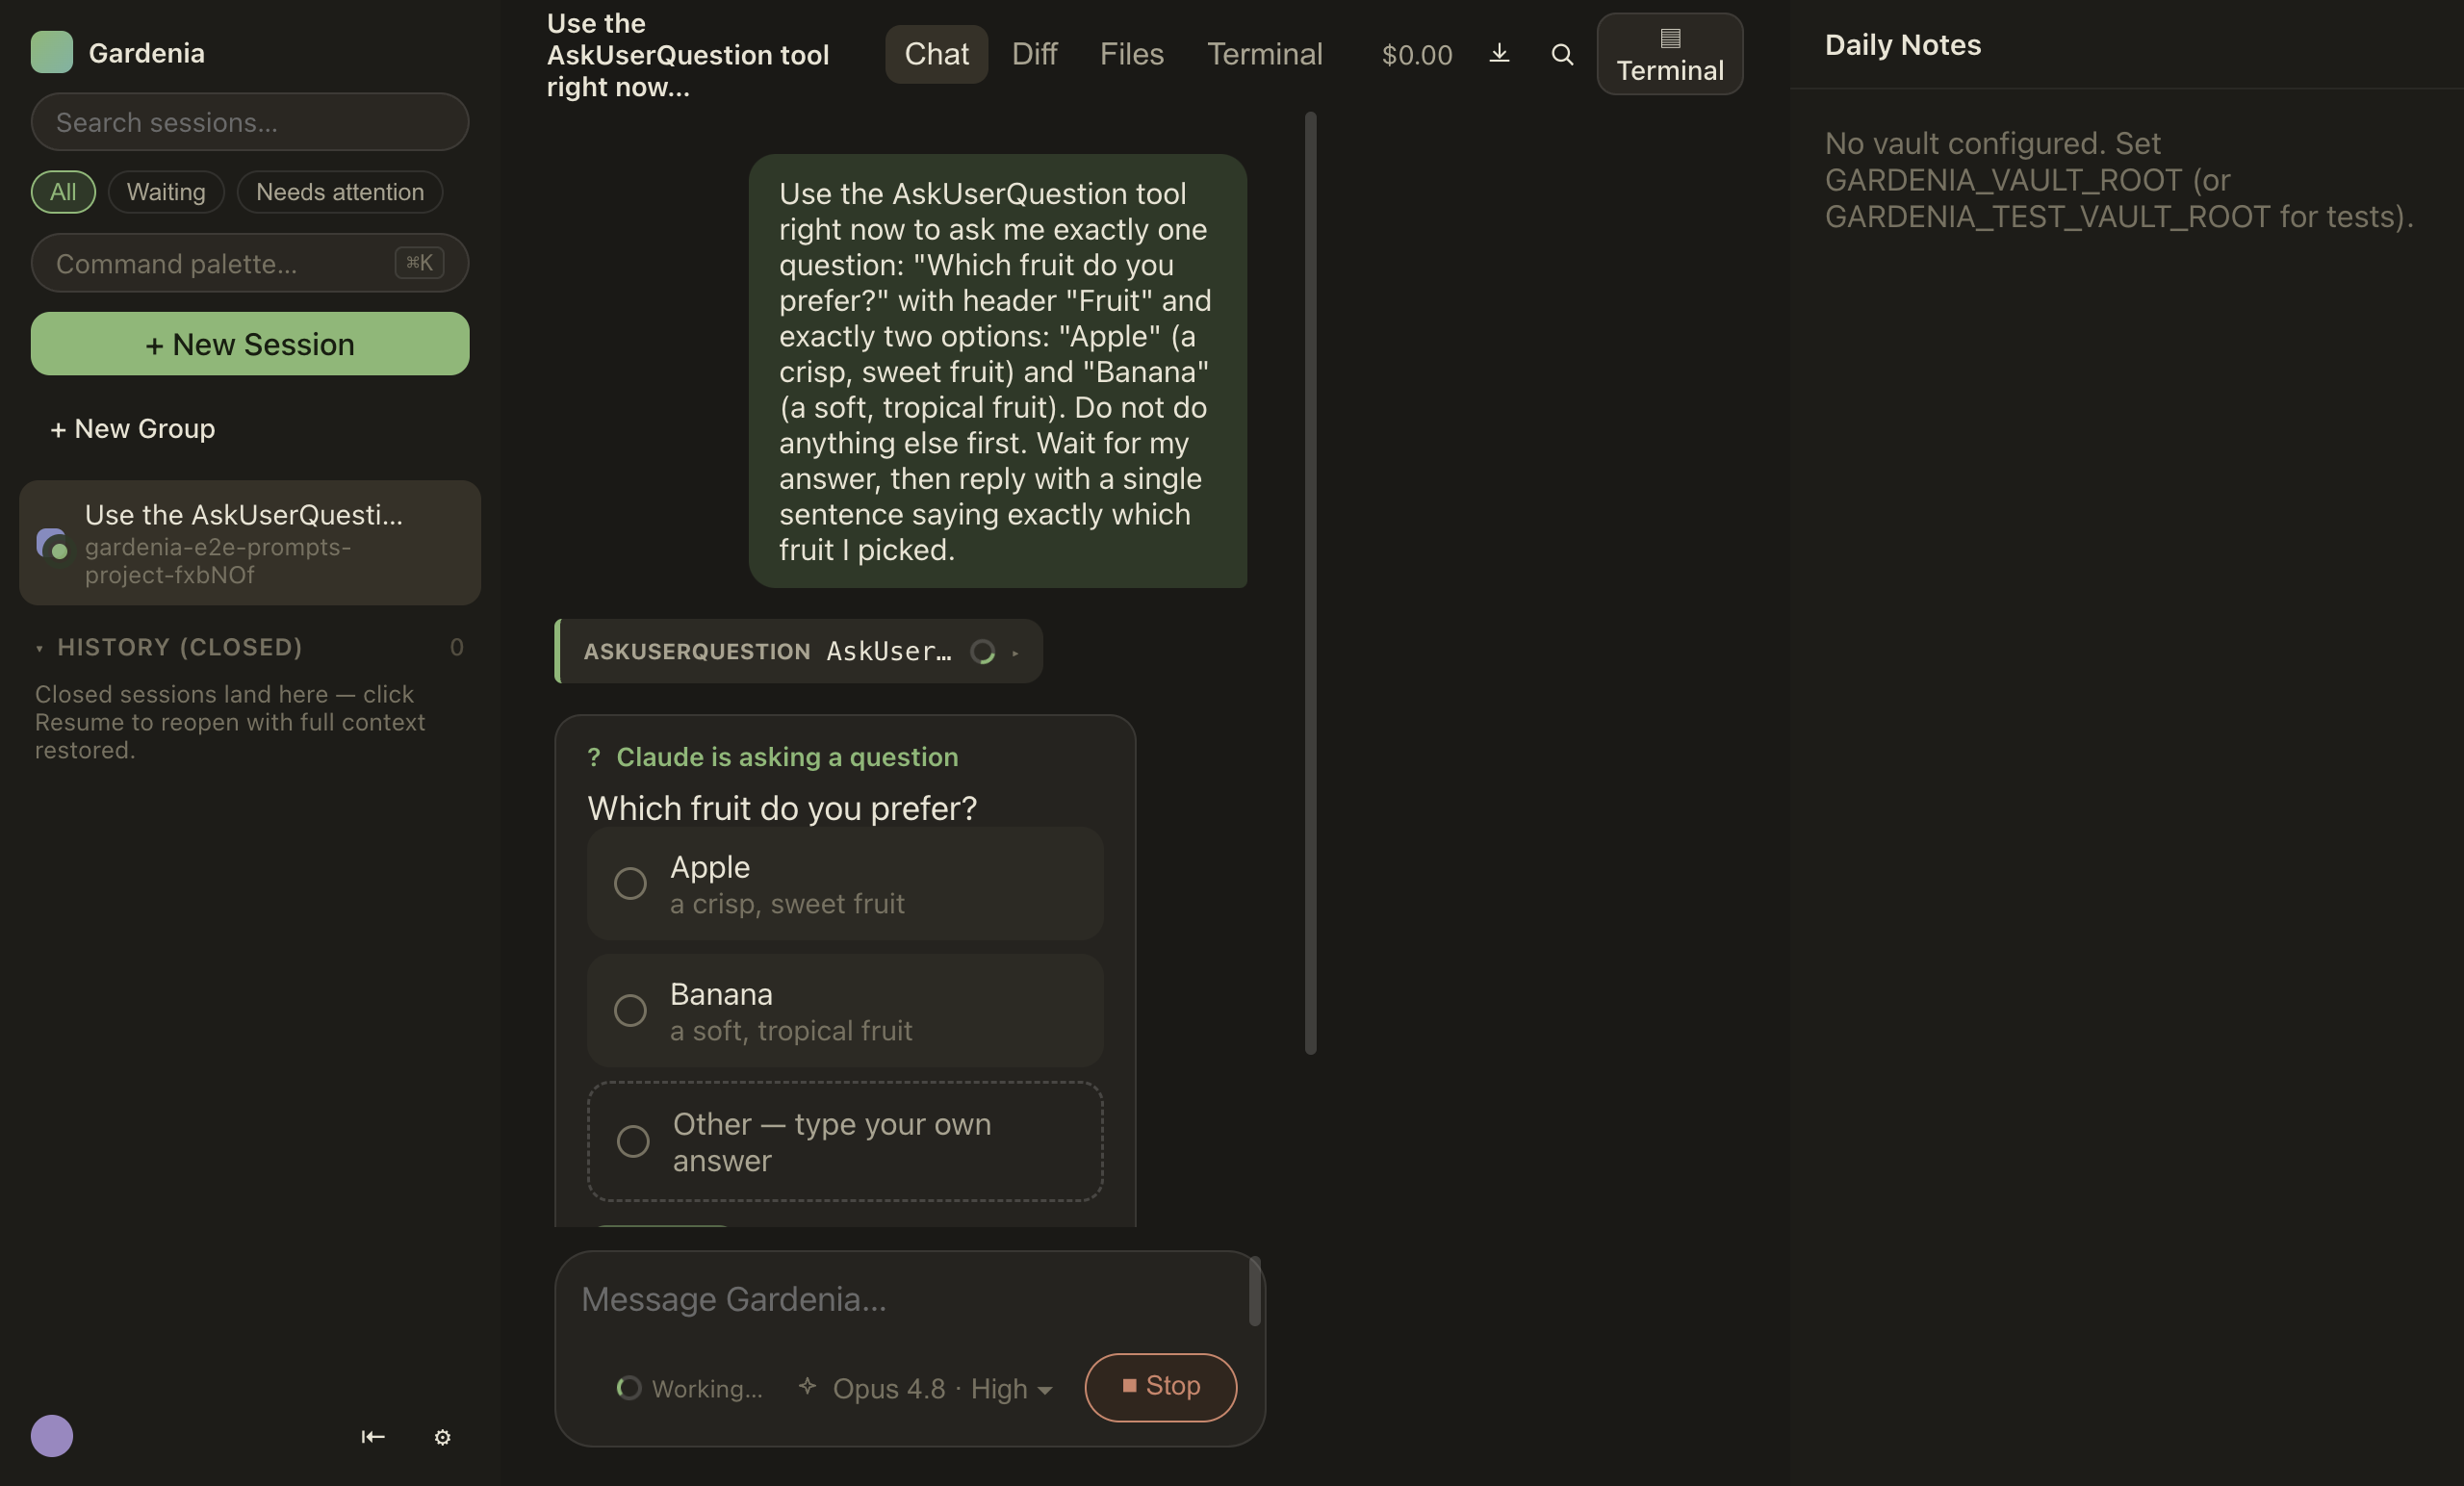 Gardenia
Search sessions...
All
Waiting
Needs attention
Command palette...
⌘K
+ New Session
+ New Group
Use the AskUserQuesti...
gardenia-e2e-prompts-
project-fxbNOf
HISTORY (CLOSED)
0
Closed sessions land here — click
Resume to reopen with full context
restored.
Use the
AskUserQuestion tool
right now...
Chat
Diff
Files
Terminal
$0.00
Terminal
Use the AskUserQuestion tool
right now to ask me exactly one
question: "Which fruit do you
prefer?" with header "Fruit" and
exactly two options: "Apple" (a
crisp, sweet fruit) and "Banana"
(a soft, tropical fruit). Do not do
anything else first. Wait for my
answer, then reply with a single
sentence saying exactly which
fruit I picked.
ASKUSERQUESTION AskUser…
? Claude is asking a question
Which fruit do you prefer?
Apple
a crisp, sweet fruit
Banana
a soft, tropical fruit
Other — type your own
answer
Message Gardenia...
Working...
Opus 4.8 · High
Stop
Daily Notes
No vault configured. Set
GARDENIA_VAULT_ROOT (or
GARDENIA_TEST_VAULT_ROOT for tests).